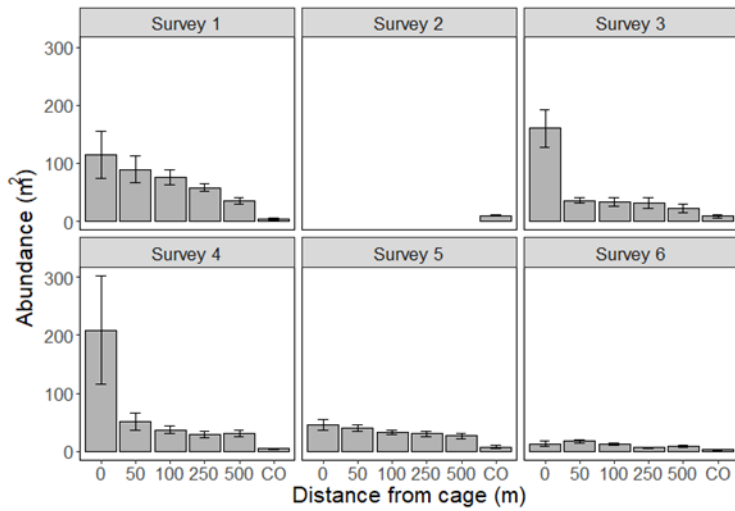 Survey 1 Survey 2 Survey 3
300
200
100
0
Survey 4 Survey 5 Survey 6
300
200
100
0
0 50 100 250 500 CO 0 50 100 250 500 CO 0 50 100 250 500 CO
Distance from cage (m)
Abundance (m²)